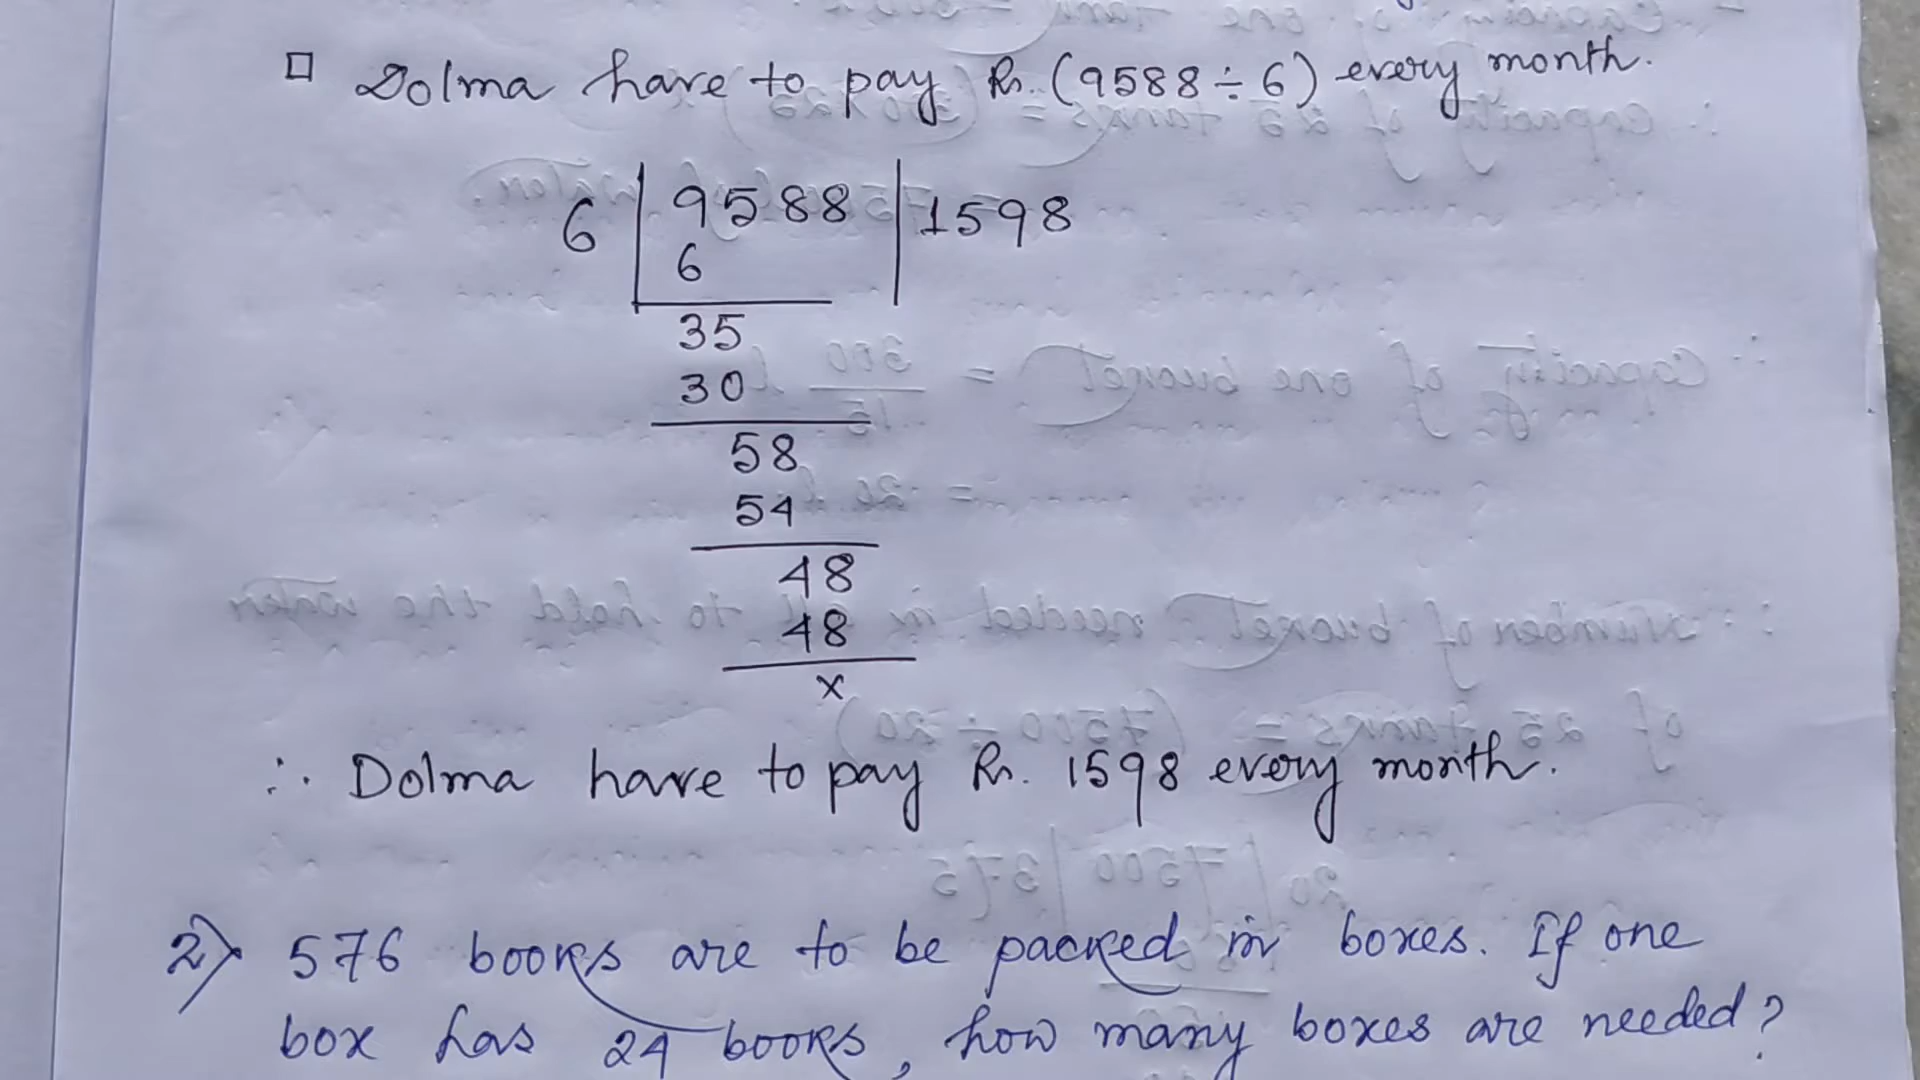 □ Dolma have to pay Rs. (9588 ÷ 6) every month.
6 | 9588 | 1598
6
35
30
58
54
48
48
x
∴ Dolma have to pay Rs. 1598 every month.
2) 576 books are to be packed in boxes. If one
box has 24 books, how many boxes are needed?